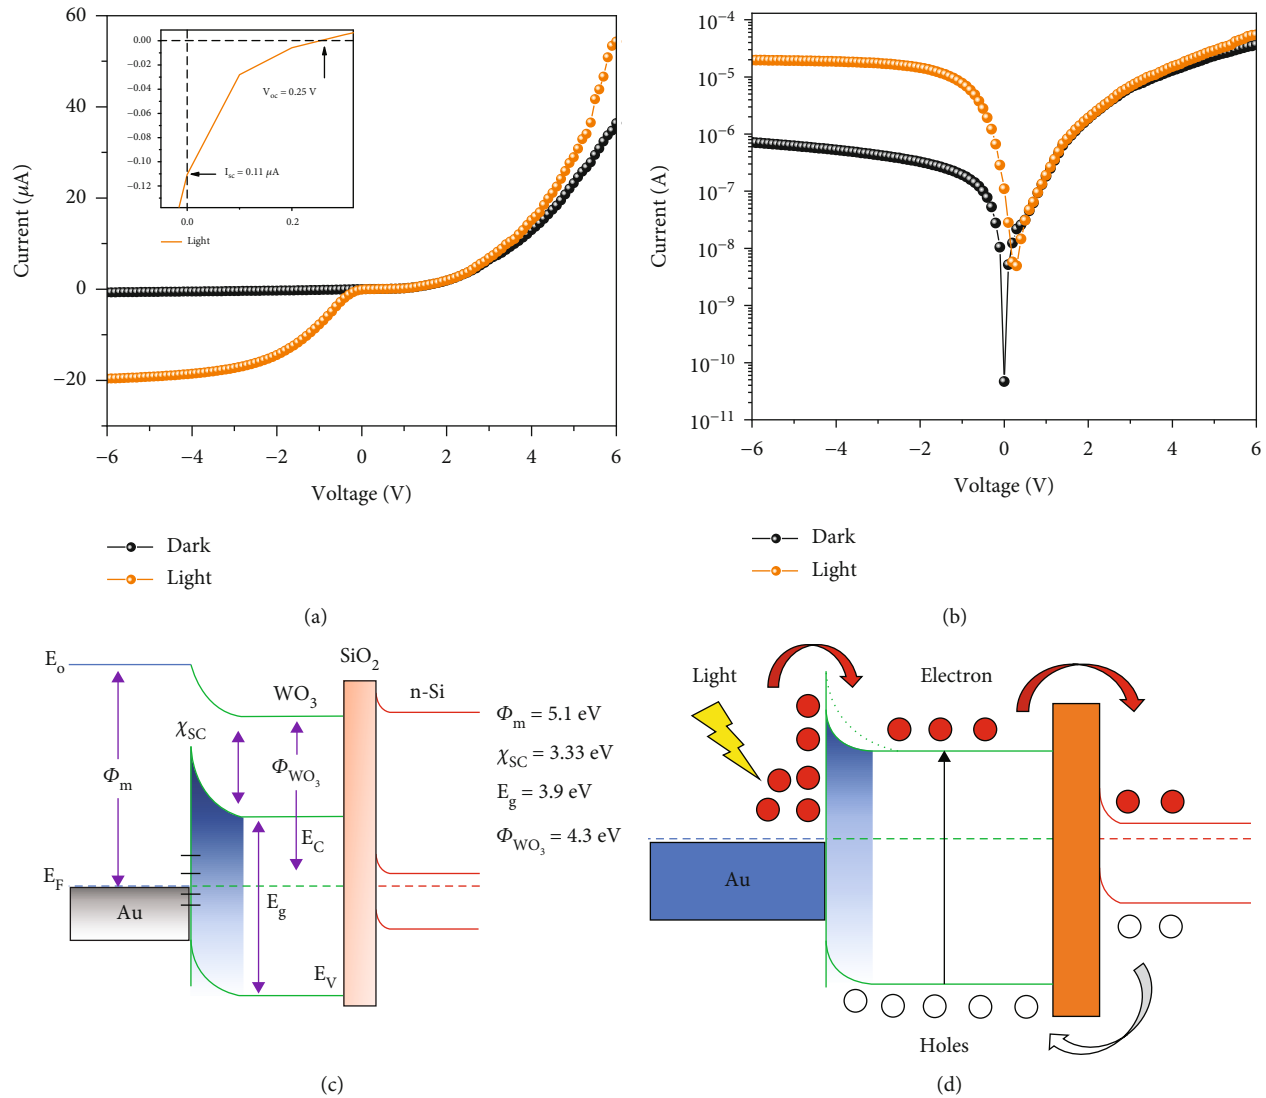 60
40
20
0
−20
Current (μA)
−6
−4
−2
0
2
4
6
Voltage (V)
0.00
−0.02
−0.04
−0.06
−0.08
−0.10
−0.12
0.0
0.2
V_oc = 0.25 V
I_sc = 0.11 μA
Light
Dark
Light
(a)
10⁻⁴
10⁻⁵
10⁻⁶
10⁻⁷
10⁻⁸
10⁻⁹
10⁻¹⁰
10⁻¹¹
Current (A)
−6
−4
−2
0
2
4
6
Voltage (V)
Dark
Light
(b)
E_o
SiO₂
WO₃
n-Si
χ_SC
Φ_m
Φ_WO₃
E_C
E_F
E_g
Au
E_V
Φ_m = 5.1 eV
χ_SC = 3.33 eV
E_g = 3.9 eV
Φ_WO₃ = 4.3 eV
(c)
Light
Electron
Au
Holes
(d)